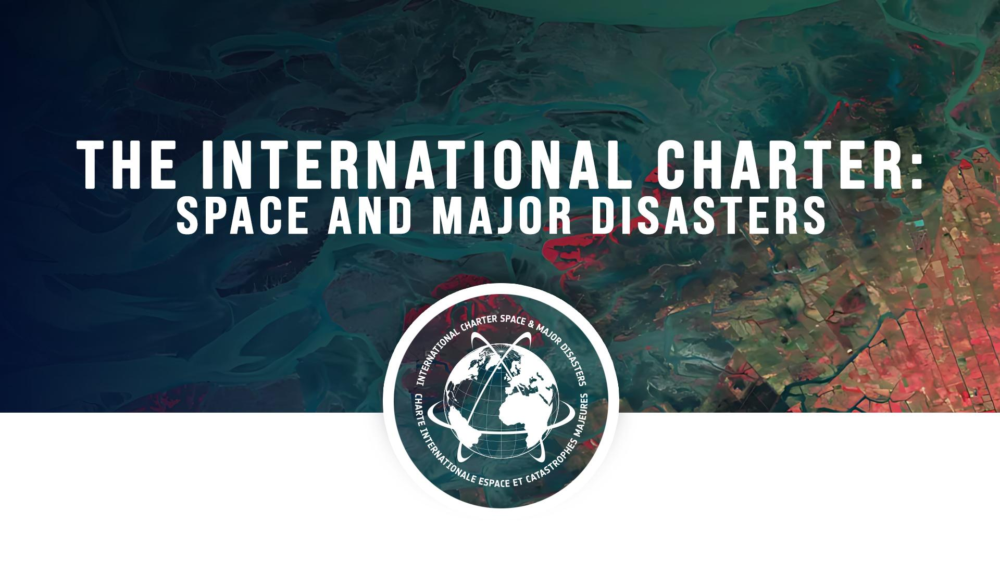 THE INTERNATIONAL CHARTER:
SPACE AND MAJOR DISASTERS
INTERNATIONAL CHARTER SPACE & MAJOR DISASTERS
CHARTE INTERNATIONALE ESPACE ET CATASTROPHES MAJEURES